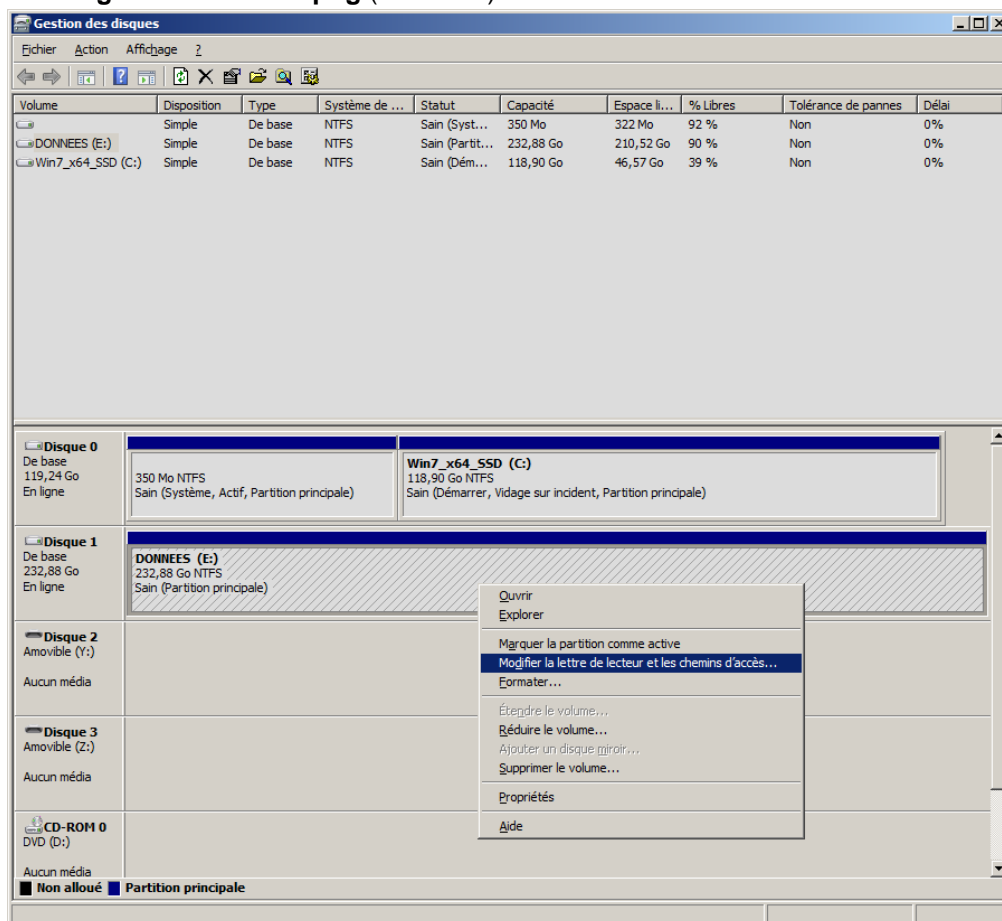 Gestion des disques
Fichier Action Affichage ?
Volume Disposition Type Système de ... Statut Capacité Espace li... % Libres Tolérance de pannes Délai
Simple De base NTFS Sain (Syst... 350 Mo 322 Mo 92 % Non 0%
DONNEES (E:) Simple De base NTFS Sain (Partit... 232,88 Go 210,52 Go 90 % Non 0%
Win7_x64_SSD (C:) Simple De base NTFS Sain (Dém... 118,90 Go 46,57 Go 39 % Non 0%
Disque 0
De base
119,24 Go
En ligne
350 Mo NTFS
Sain (Système, Actif, Partition principale)
Win7_x64_SSD (C:)
118,90 Go NTFS
Sain (Démarrer, Vidage sur incident, Partition principale)
Disque 1
De base
232,88 Go
En ligne
DONNEES (E:)
232,88 Go NTFS
Sain (Partition principale)
Ouvrir
Explorer
Marquer la partition comme active
Modifier la lettre de lecteur et les chemins d'accès...
Formater...
Étendre le volume...
Réduire le volume...
Ajouter un disque miroir...
Supprimer le volume...
Propriétés
Aide
Disque 2
Amovible (Y:)
Aucun média
Disque 3
Amovible (Z:)
Aucun média
CD-ROM 0
DVD (D:)
Aucun média
Non alloué Partition principale